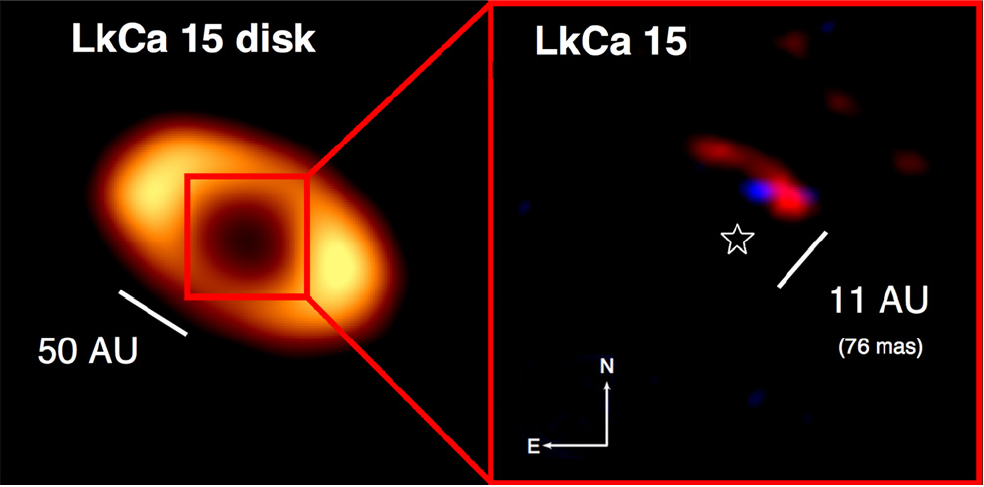 LkCa 15 disk
50 AU
LkCa 15
11 AU
(76 mas)
N
E